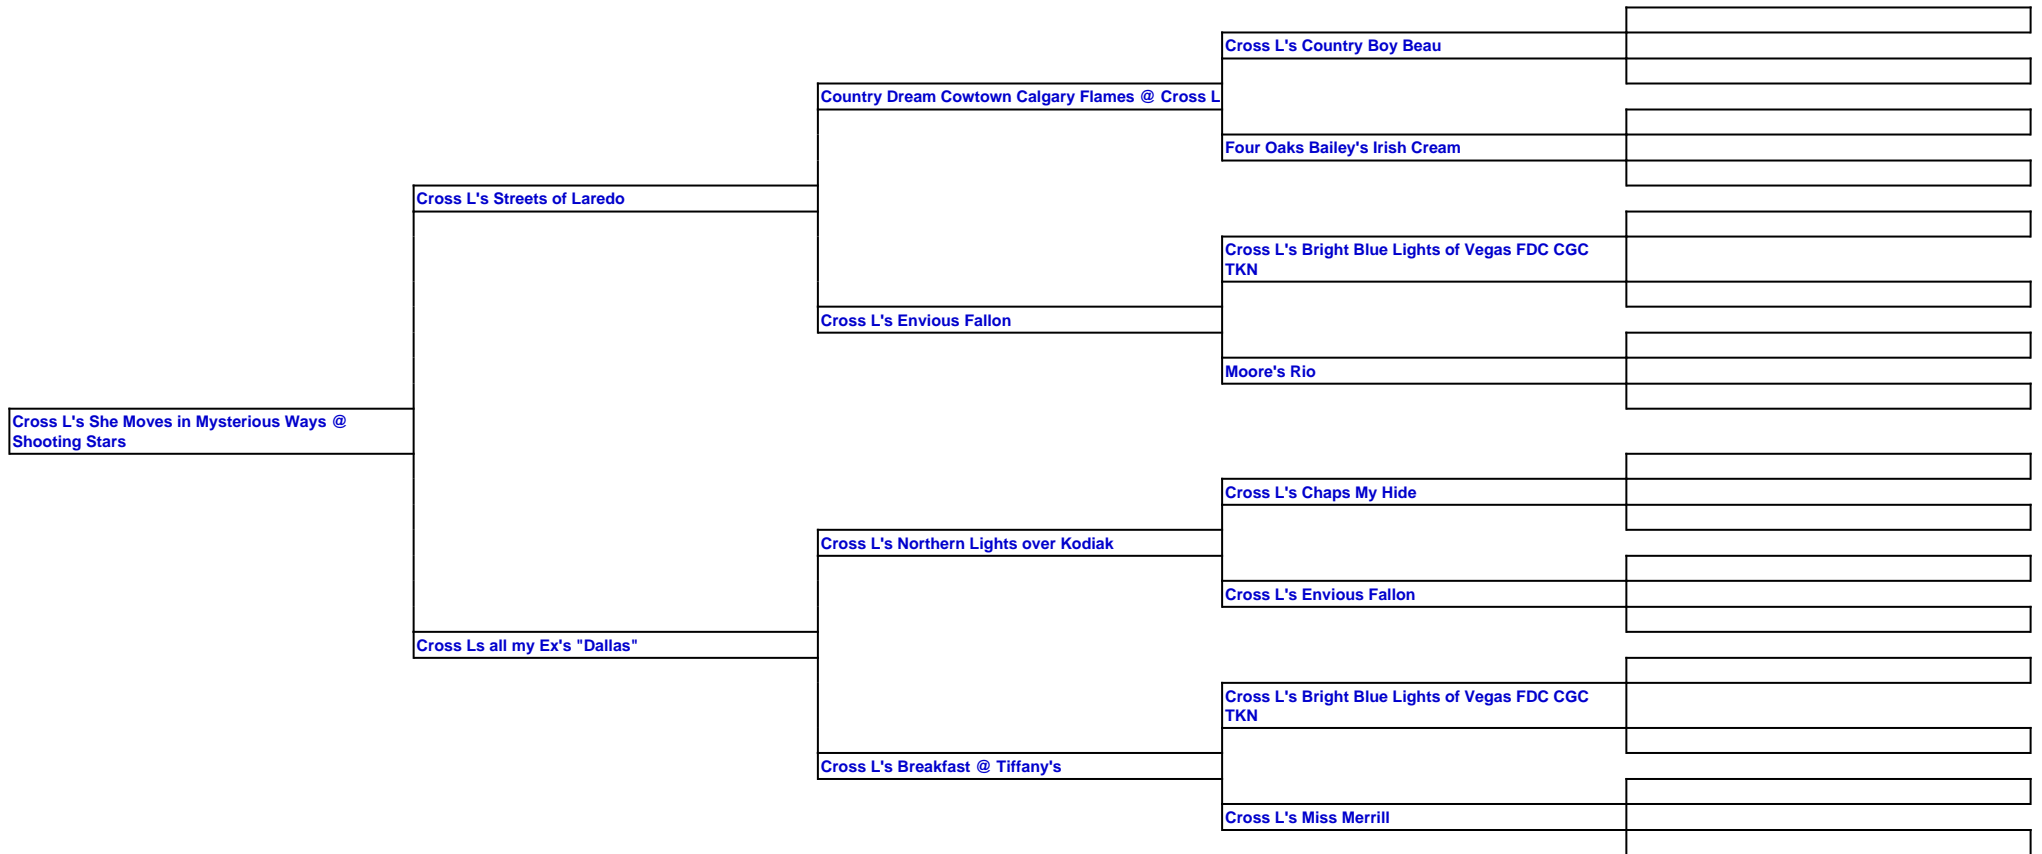 Cross L's Country Boy Beau
Country Dream Cowtown Calgary Flames @ Cross L
Four Oaks Bailey's Irish Cream
Cross L's Streets of Laredo
Cross L's Bright Blue Lights of Vegas FDC CGC
TKN
Cross L's Envious Fallon
Moore's Rio
Cross L's She Moves in Mysterious Ways @
Shooting Stars
Cross L's Chaps My Hide
Cross L's Northern Lights over Kodiak
Cross L's Envious Fallon
Cross Ls all my Ex's "Dallas"
Cross L's Bright Blue Lights of Vegas FDC CGC
TKN
Cross L's Breakfast @ Tiffany's
Cross L's Miss Merrill